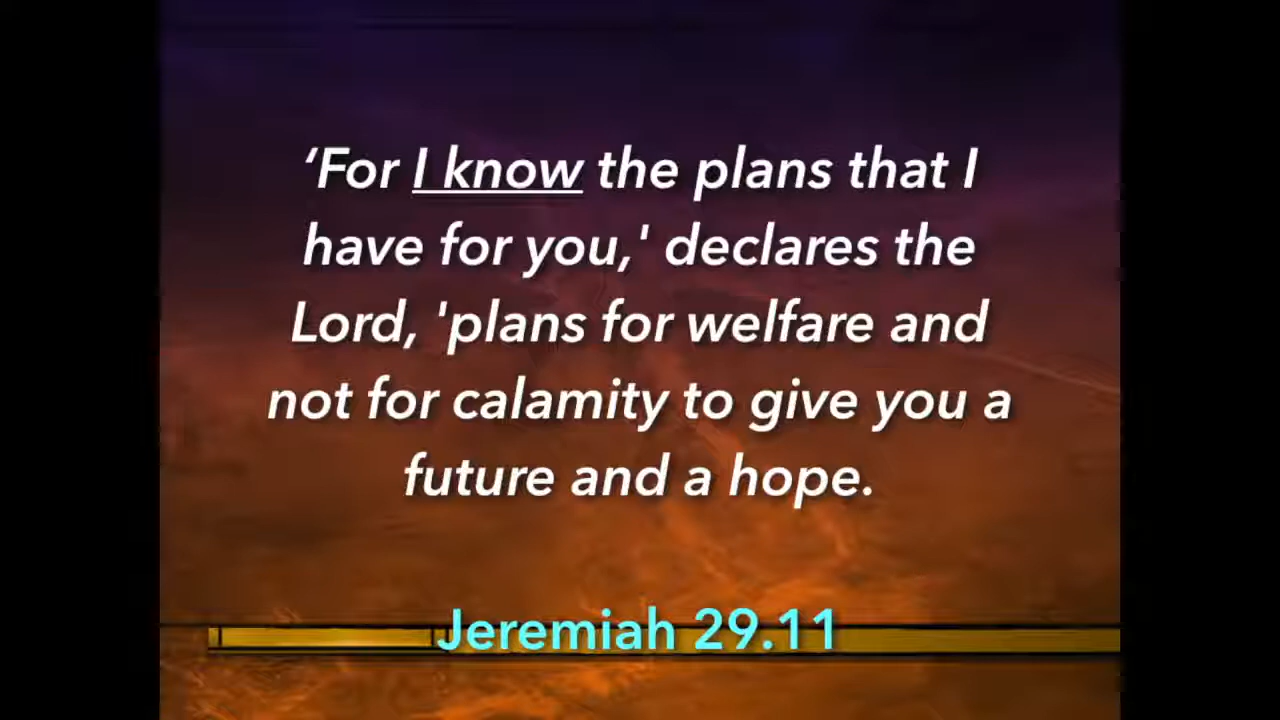 ‘For I know the plans that I
have for you,' declares the
Lord, 'plans for welfare and
not for calamity to give you a
future and a hope.
Jeremiah 29.11